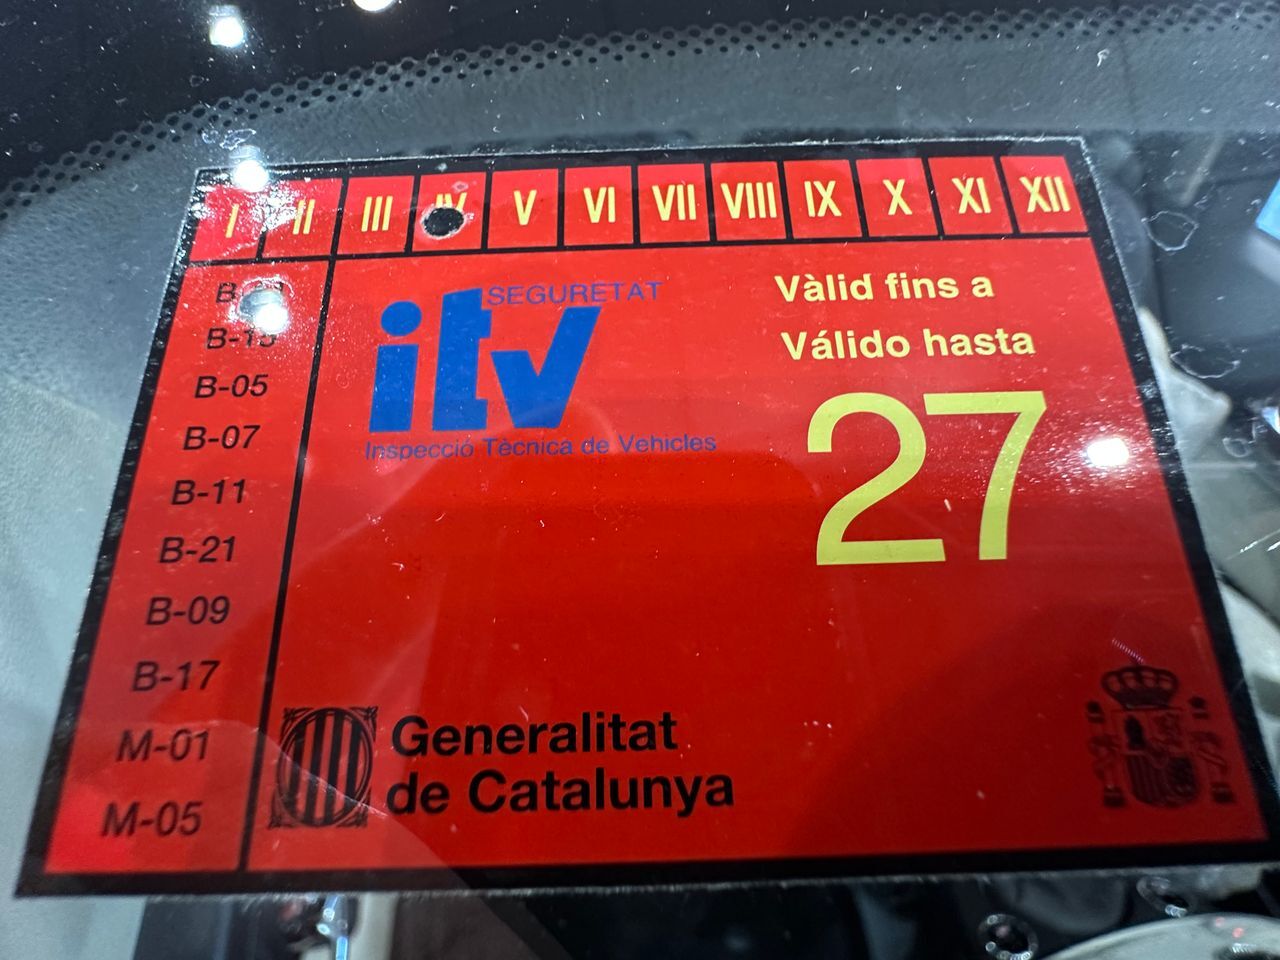 I II III IV V VI VII VIII IX X XI XII
B-15
B-05
B-07
B-11
B-21
B-09
B-17
M-01
M-05
SEGURETAT
itv
Inspecció Tècnica de Vehicles
Vàlid fins a
Válido hasta
27
Generalitat
de Catalunya